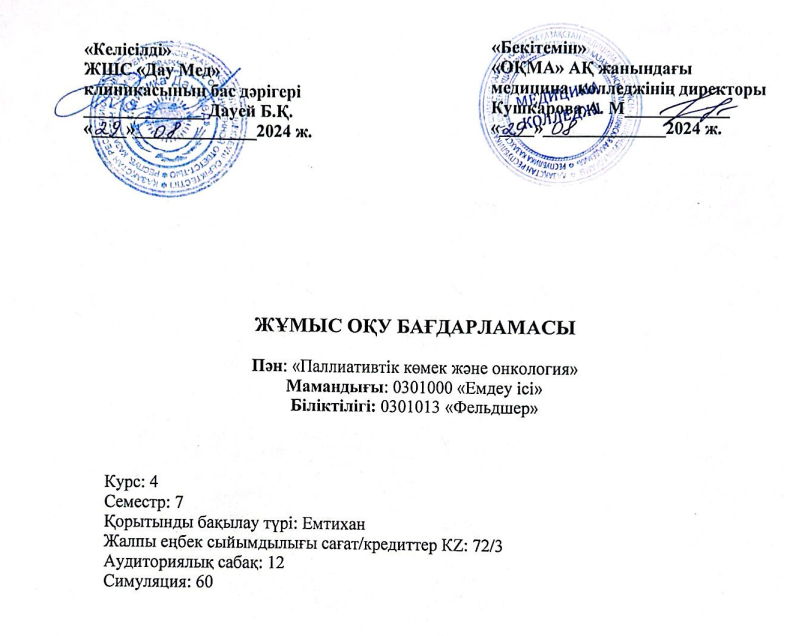 «Келісілді»
ЖШС «Дау Мед»
клиникасының бас дәрігері
Дауей Б.Қ.
«29» 08 2024 ж.
«Бекітемін»
«ОҚМА» АҚ жанындағы
медицина колледжінің директоры
Кушкарова А. М
«29» 08 2024 ж.
МЕДИЦИНА
КОЛЛЕДЖІ
ЖҰМЫС ОҚУ БАҒДАРЛАМАСЫ
Пән: «Паллиативтік көмек және онкология»
Мамандығы: 0301000 «Емдеу ісі»
Біліктілігі: 0301013 «Фельдшер»
Курс: 4
Семестр: 7
Қорытынды бақылау түрі: Емтихан
Жалпы еңбек сыйымдылығы сағат/кредиттер KZ: 72/3
Аудиториялық сабақ: 12
Симуляция: 60